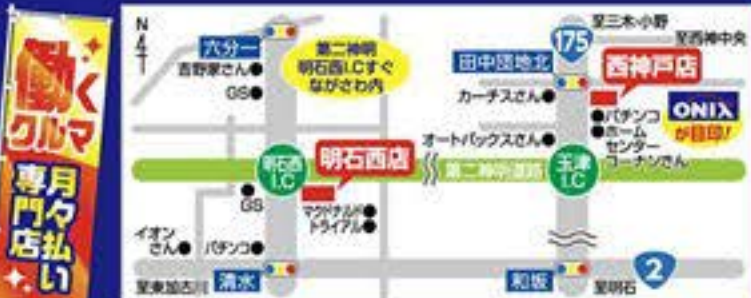 働く
クルマ
月々払い
専門店
N
六分一
吉野家さん
GS
第二神明
明石西I.Cすぐ
ながさわ内
175
至三木・小野
至西神中央
田中団地北
西神戸店
カーチスさん
オートバックスさん
パチンコ
ホーム
センター
コーナンさん
ONIX
が目印!
明石西
I.C
明石西店
第二神明道路
玉津
I.C
GS
マクドナルド
トライアル
イオン
さん
パチンコ
至東加古川
清水
和坂
至明石
2